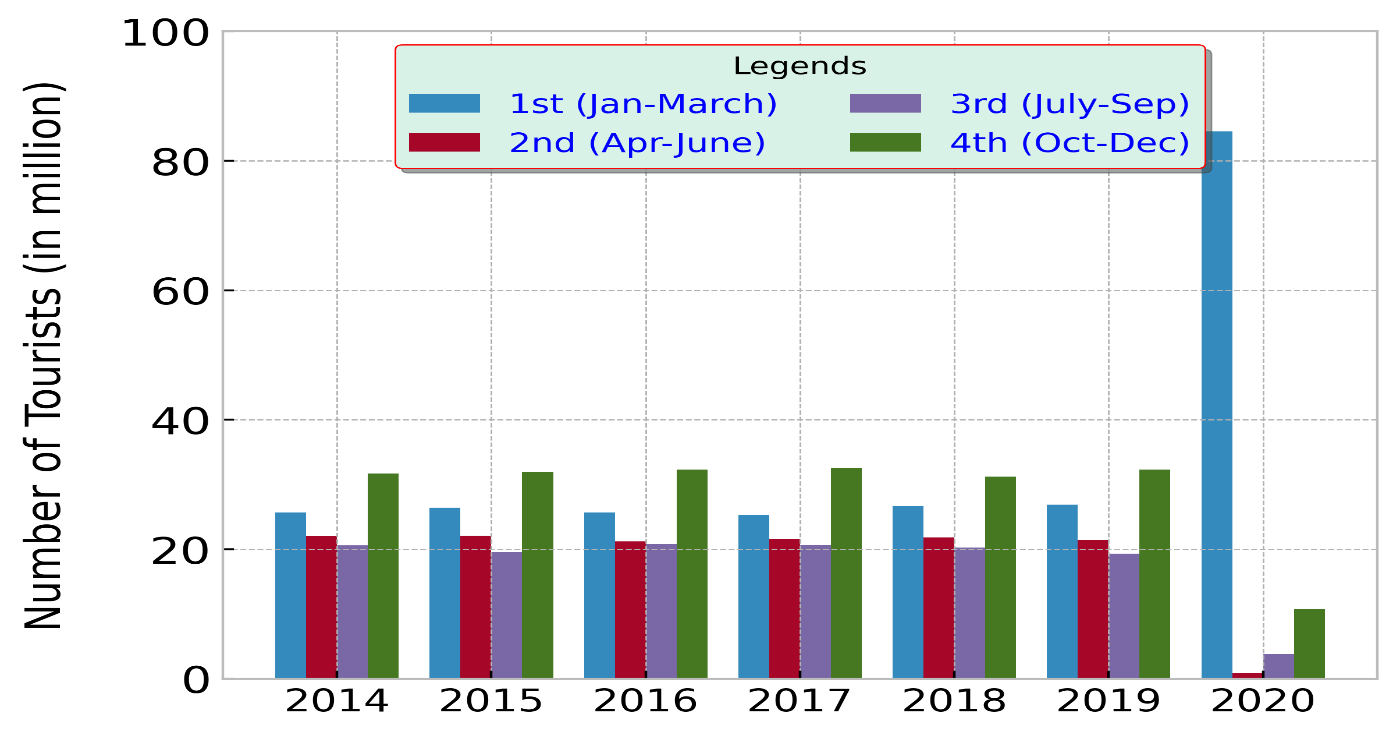 Number of Tourists (in million)
100
80
60
40
20
0
Legends
1st (Jan-March)
2nd (Apr-June)
3rd (July-Sep)
4th (Oct-Dec)
2014 2015 2016 2017 2018 2019 2020